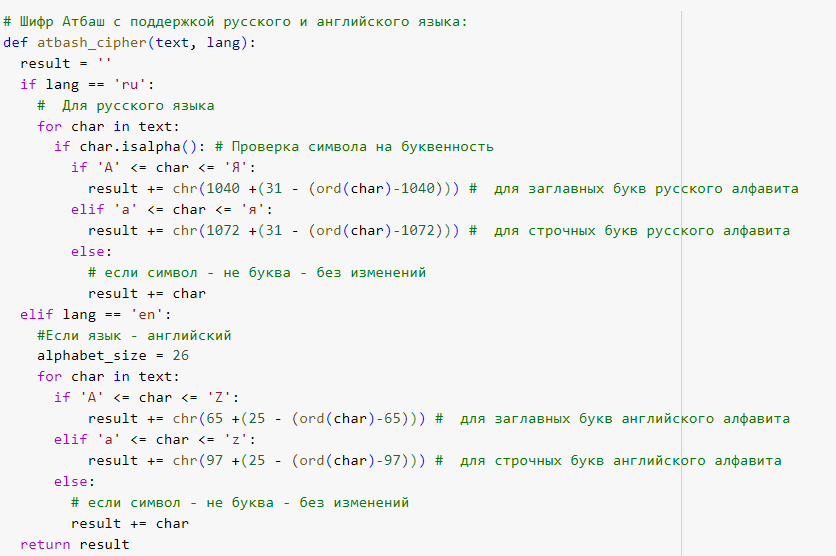 # Шифр Атбаш с поддержкой русского и английского языка:
def atbash_cipher(text, lang):
  result = ''
  if lang == 'ru':
    #  Для русского языка
    for char in text:
      if char.isalpha(): # Проверка символа на буквенность
        if 'А' <= char <= 'Я':
          result += chr(1040 +(31 - (ord(char)-1040))) #  для заглавных букв русского алфавита
        elif 'а' <= char <= 'я':
          result += chr(1072 +(31 - (ord(char)-1072))) #  для строчных букв русского алфавита
        else:
          # если символ - не буква - без изменений
          result += char
  elif lang == 'en':
    #Если язык - английский
    alphabet_size = 26
    for char in text:
      if 'A' <= char <= 'Z':
          result += chr(65 +(25 - (ord(char)-65))) #  для заглавных букв английского алфавита
      elif 'a' <= char <= 'z':
          result += chr(97 +(25 - (ord(char)-97))) #  для строчных букв английского алфавита
      else:
        # если символ - не буква - без изменений
        result += char
  return result